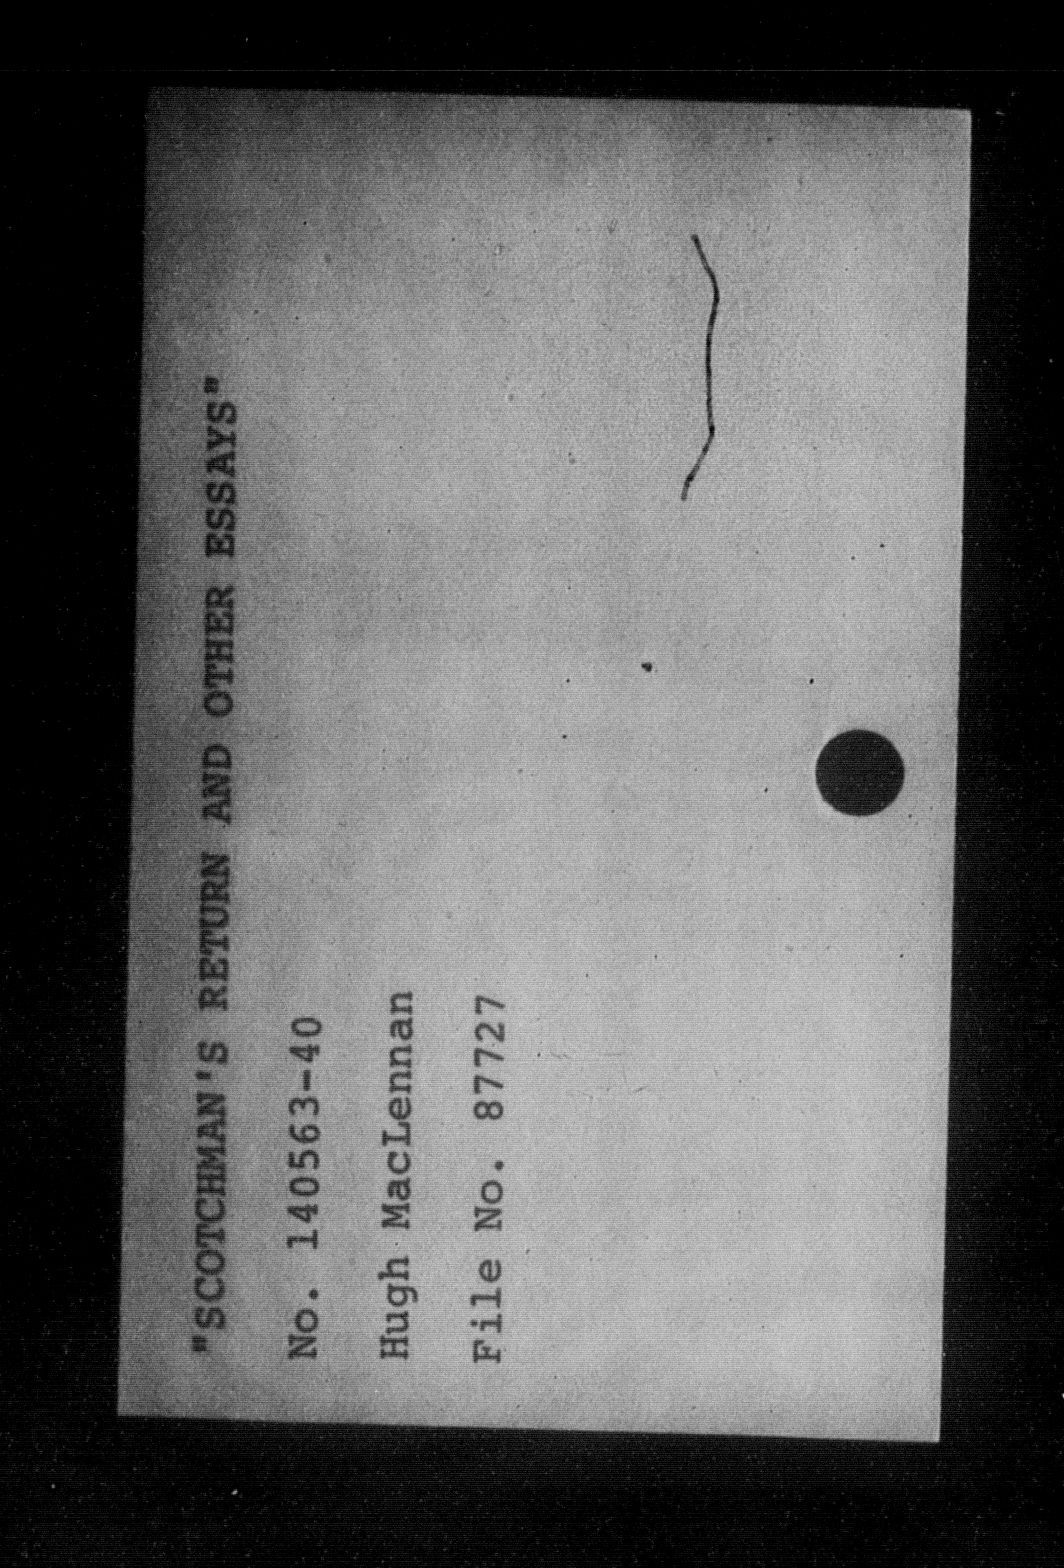 "SCOTCHMAN'S RETURN AND OTHER ESSAYS"
No. 140563-40
Hugh MacLennan
File No. 87727